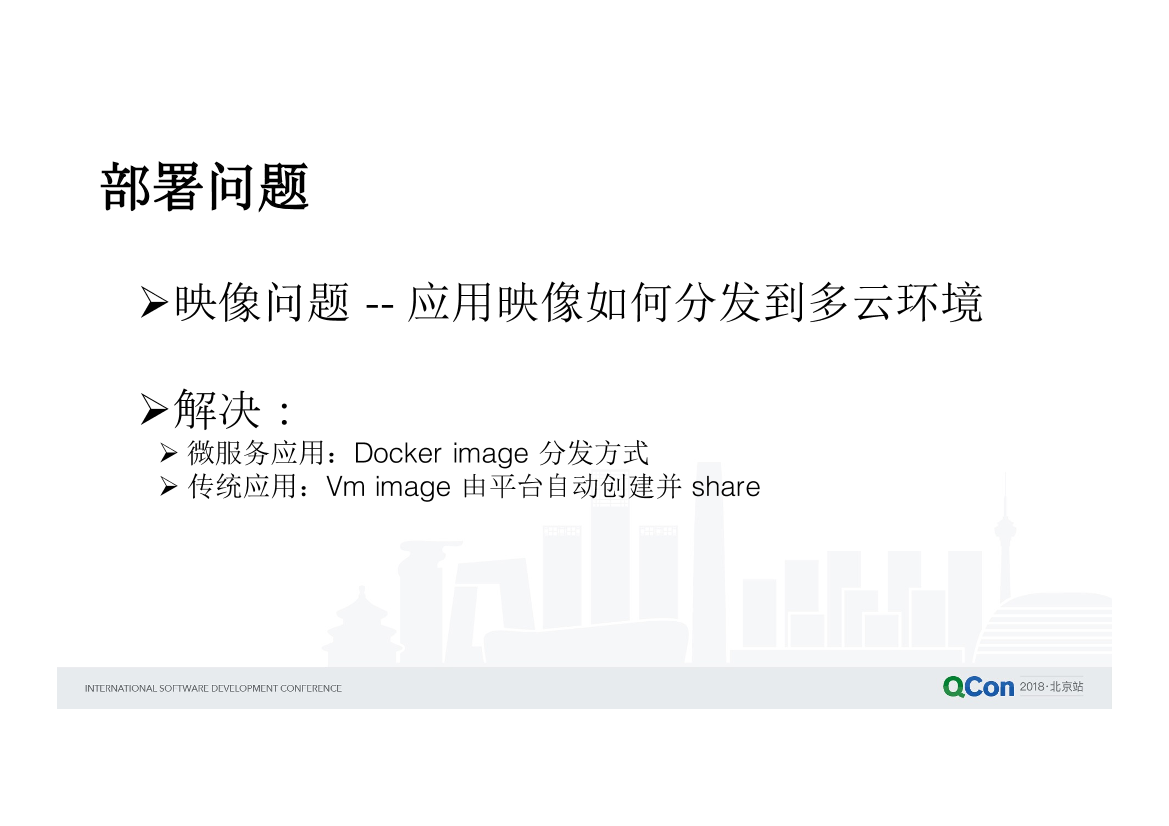 部署问题
➢映像问题 -- 应用映像如何分发到多云环境
➢解决：
➢ 微服务应用：Docker image 分发方式
➢ 传统应用：Vm image 由平台自动创建并 share
INTERNATIONAL SOFTWARE DEVELOPMENT CONFERENCE
QCon 2018·北京站